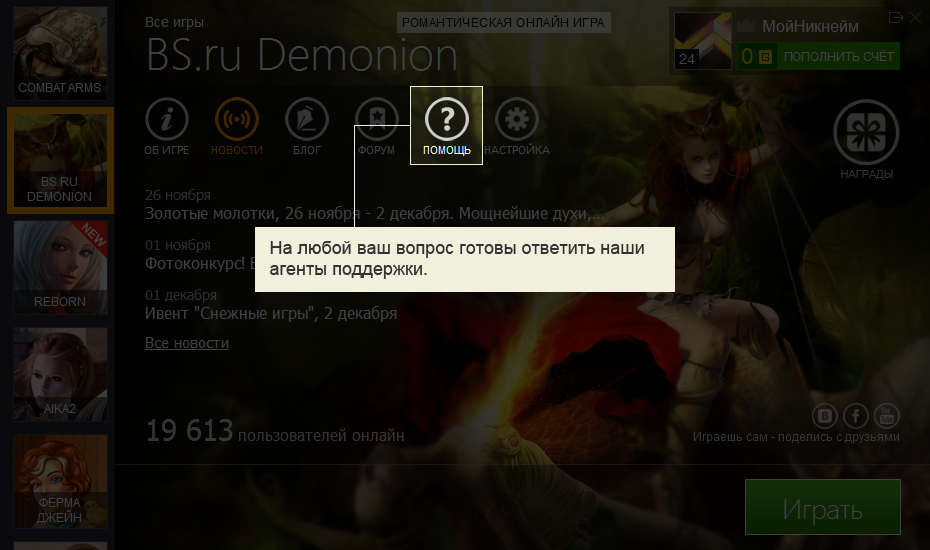 COMBAT ARMS
BS.RU
DEMONION
NEW
REBORN
AIKA2
ФЕРМА
ДЖЕЙН
Все игры
РОМАНТИЧЕСКАЯ ОНЛАЙН ИГРА
BS.ru Demonion
МойНикнейм
24
0
ПОПОЛНИТЬ СЧЁТ
ОБ ИГРЕ
НОВОСТИ
БЛОГ
ФОРУМ
ПОМОЩЬ
НАСТРОЙКА
НАГРАДЫ
26 ноября
Золотые молотки, 26 ноября - 2 декабря. Мощнейшие духи,...
01 ноября
Фотоконкурс!
На любой ваш вопрос готовы ответить наши
агенты поддержки.
01 декабря
Ивент "Снежные игры", 2 декабря
Все новости
19 613 пользователей онлайн
You
Tube
Играешь сам - поделись с друзьями
Играть